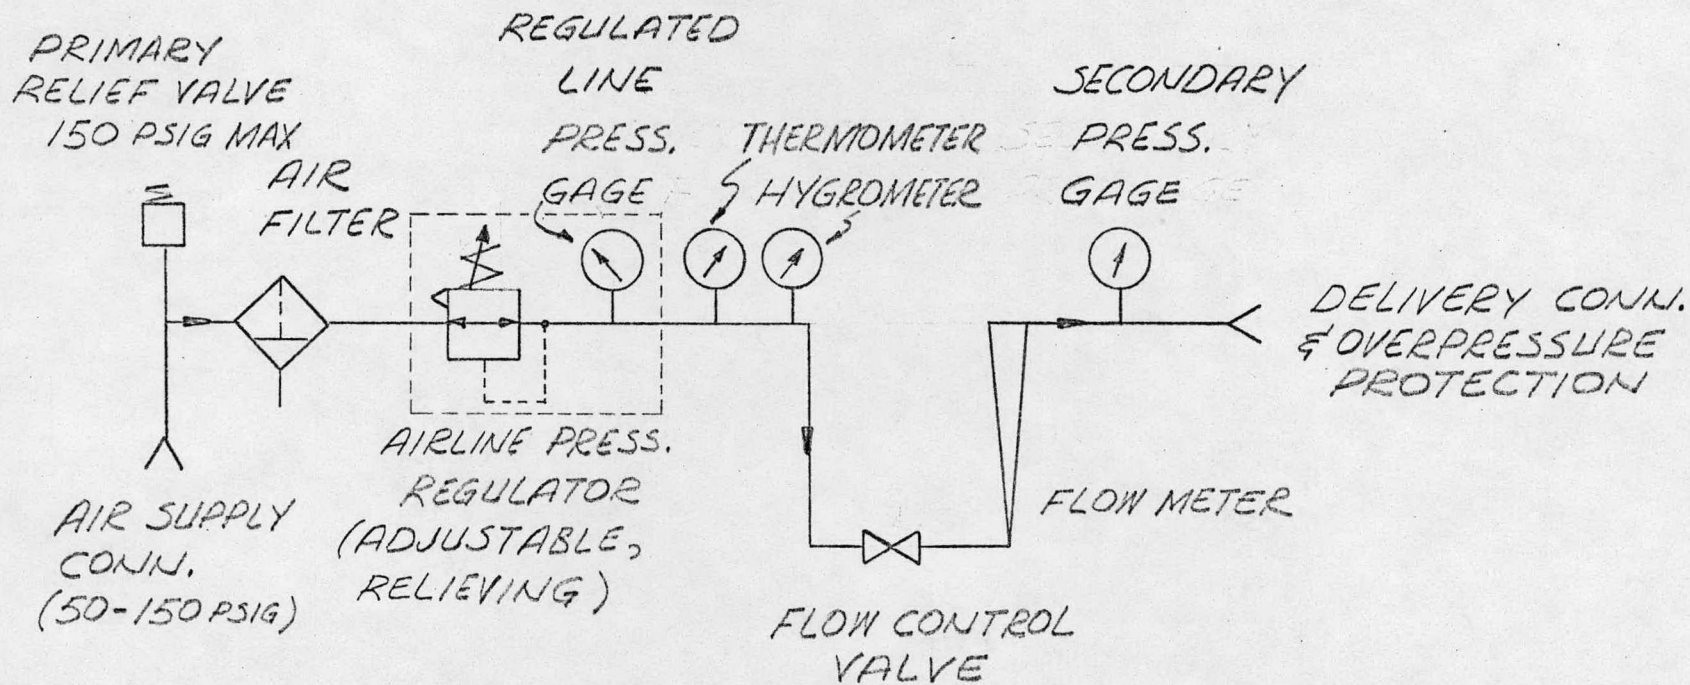 PRIMARY
RELIEF VALVE
150 PSIG MAX
AIR
FILTER
REGULATED
LINE
PRESS.
GAGE
THERMOMETER
HYGROMETER
SECONDARY
PRESS.
GAGE
DELIVERY CONN.
& OVERPRESSURE
PROTECTION
AIRLINE PRESS.
REGULATOR
(ADJUSTABLE,
RELIEVING)
AIR SUPPLY
CONN.
(50-150 PSIG)
FLOW METER
FLOW CONTROL
VALVE